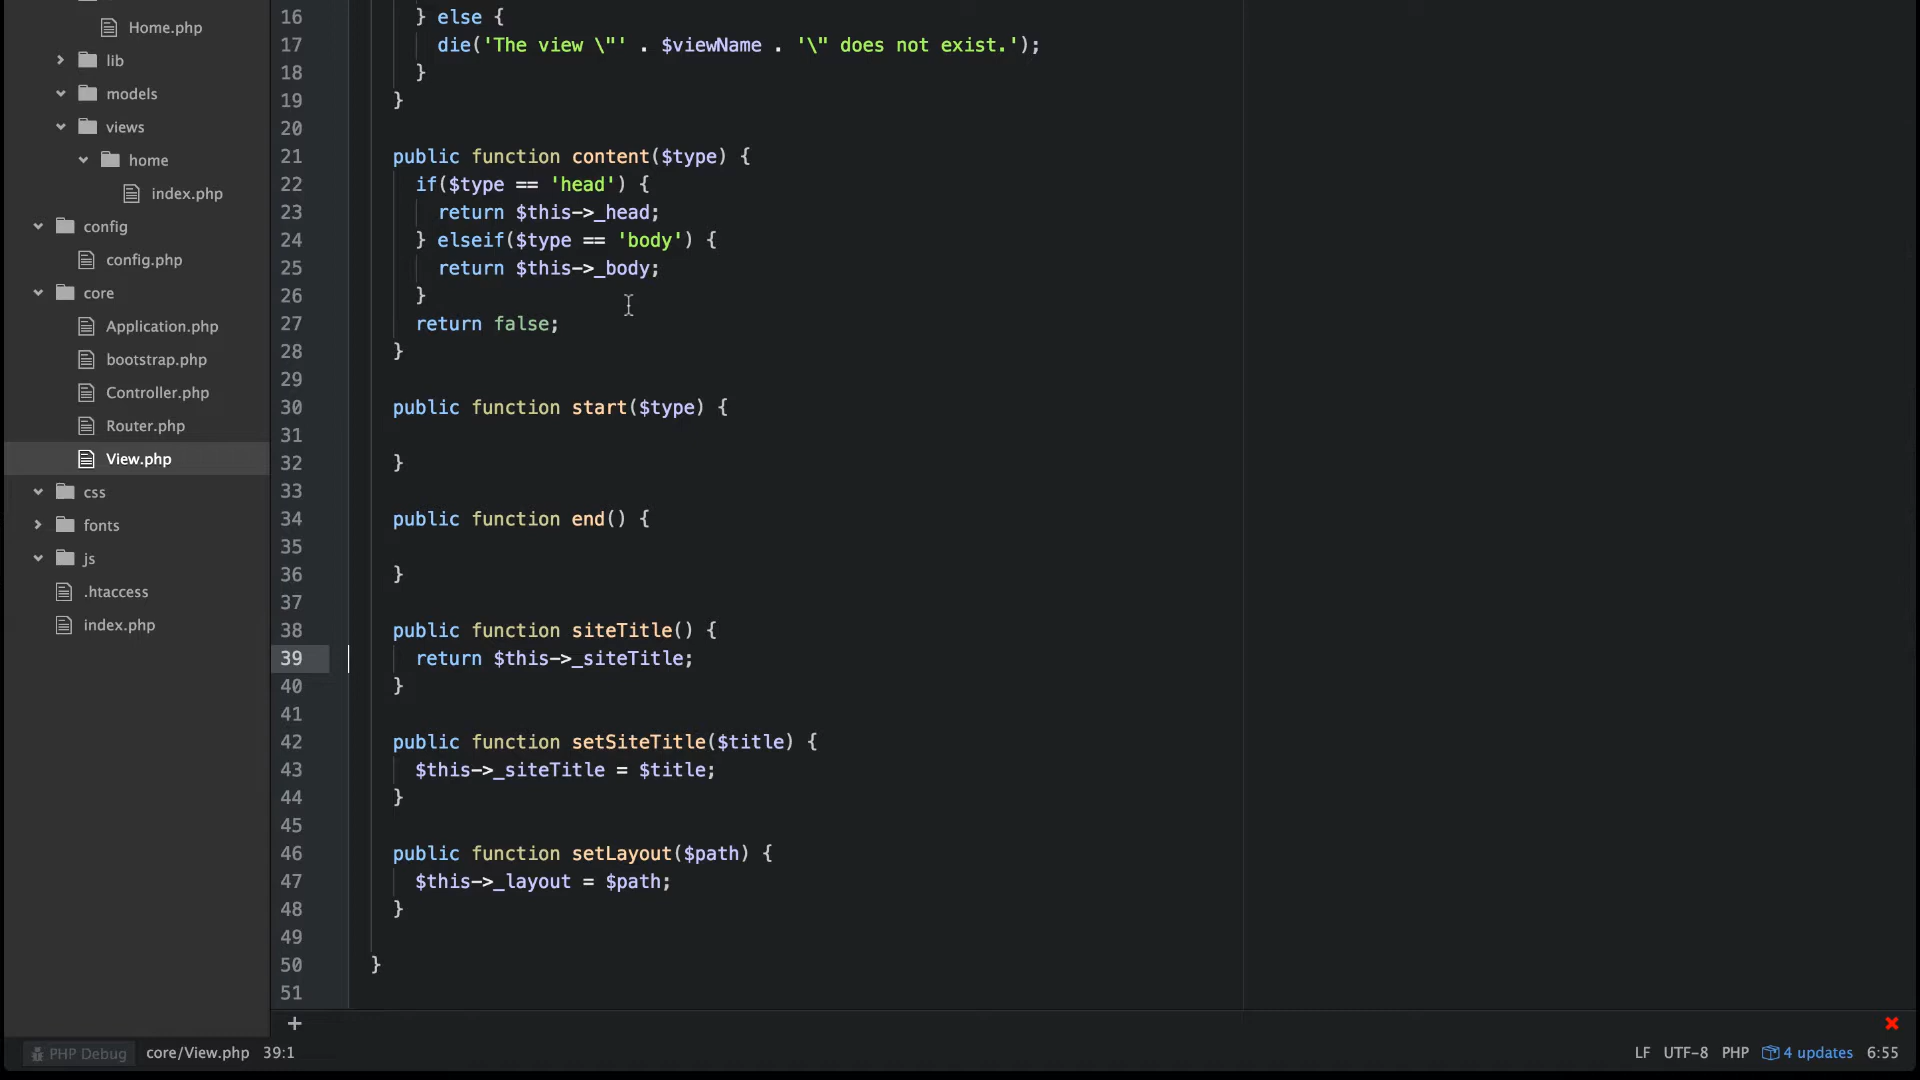 Home.php
lib
models
views
home
index.php
config
config.php
core
Application.php
bootstrap.php
Controller.php
Router.php
View.php
css
fonts
js
.htaccess
index.php
16 } else {
17 die('The view \"' . $viewName . '\" does not exist.');
18 }
19 }
20
21 public function content($type) {
22 if($type == 'head') {
23 return $this->_head;
24 } elseif($type == 'body') {
25 return $this->_body;
26 }
27 return false;
28 }
29
30 public function start($type) {
31
32 }
33
34 public function end() {
35
36 }
37
38 public function siteTitle() {
39 return $this->_siteTitle;
40 }
41
42 public function setSiteTitle($title) {
43 $this->_siteTitle = $title;
44 }
45
46 public function setLayout($path) {
47 $this->_layout = $path;
48 }
49
50 }
51
+
PHP Debug core/View.php 39:1 LF UTF-8 PHP 4 updates 6:55